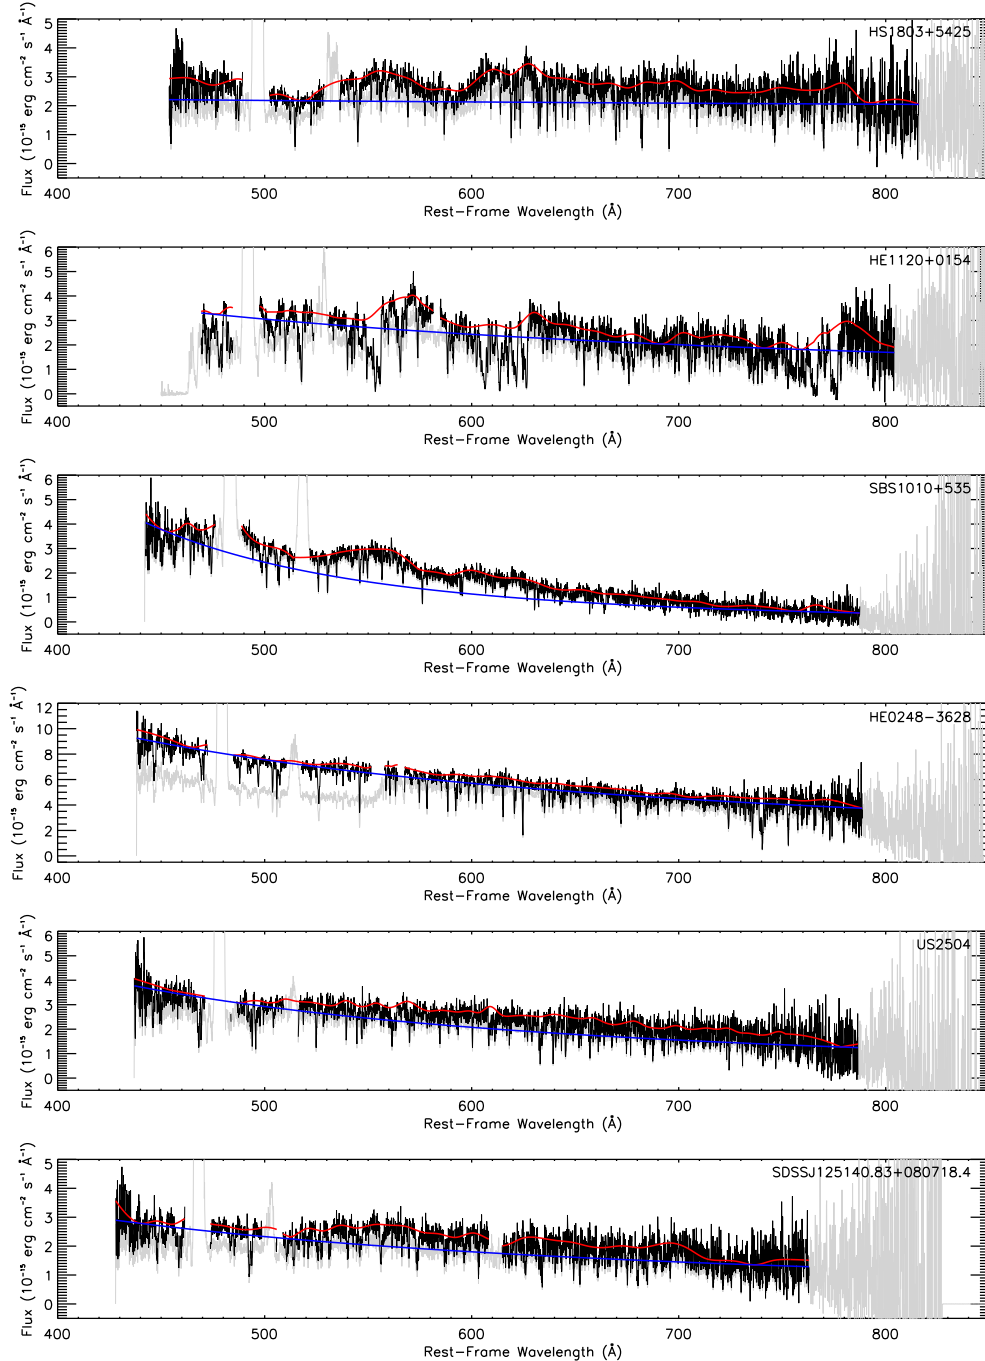 HS1803+5425
Flux (10⁻¹⁵ erg cm⁻² s⁻¹ Å⁻¹)
5
4
3
2
1
0
400 500 600 700 800
Rest-Frame Wavelength (Å)
HE1120+0154
Flux (10⁻¹⁵ erg cm⁻² s⁻¹ Å⁻¹)
6
5
4
3
2
1
0
400 500 600 700 800
Rest-Frame Wavelength (Å)
SBS1010+535
Flux (10⁻¹⁵ erg cm⁻² s⁻¹ Å⁻¹)
6
5
4
3
2
1
0
400 500 600 700 800
Rest-Frame Wavelength (Å)
HE0248-3628
Flux (10⁻¹⁵ erg cm⁻² s⁻¹ Å⁻¹)
12
10
8
6
4
2
0
400 500 600 700 800
Rest-Frame Wavelength (Å)
US2504
Flux (10⁻¹⁵ erg cm⁻² s⁻¹ Å⁻¹)
6
5
4
3
2
1
0
400 500 600 700 800
Rest-Frame Wavelength (Å)
SDSSJ125140.83+080718.4
Flux (10⁻¹⁵ erg cm⁻² s⁻¹ Å⁻¹)
5
4
3
2
1
0
400 500 600 700 800
Rest-Frame Wavelength (Å)